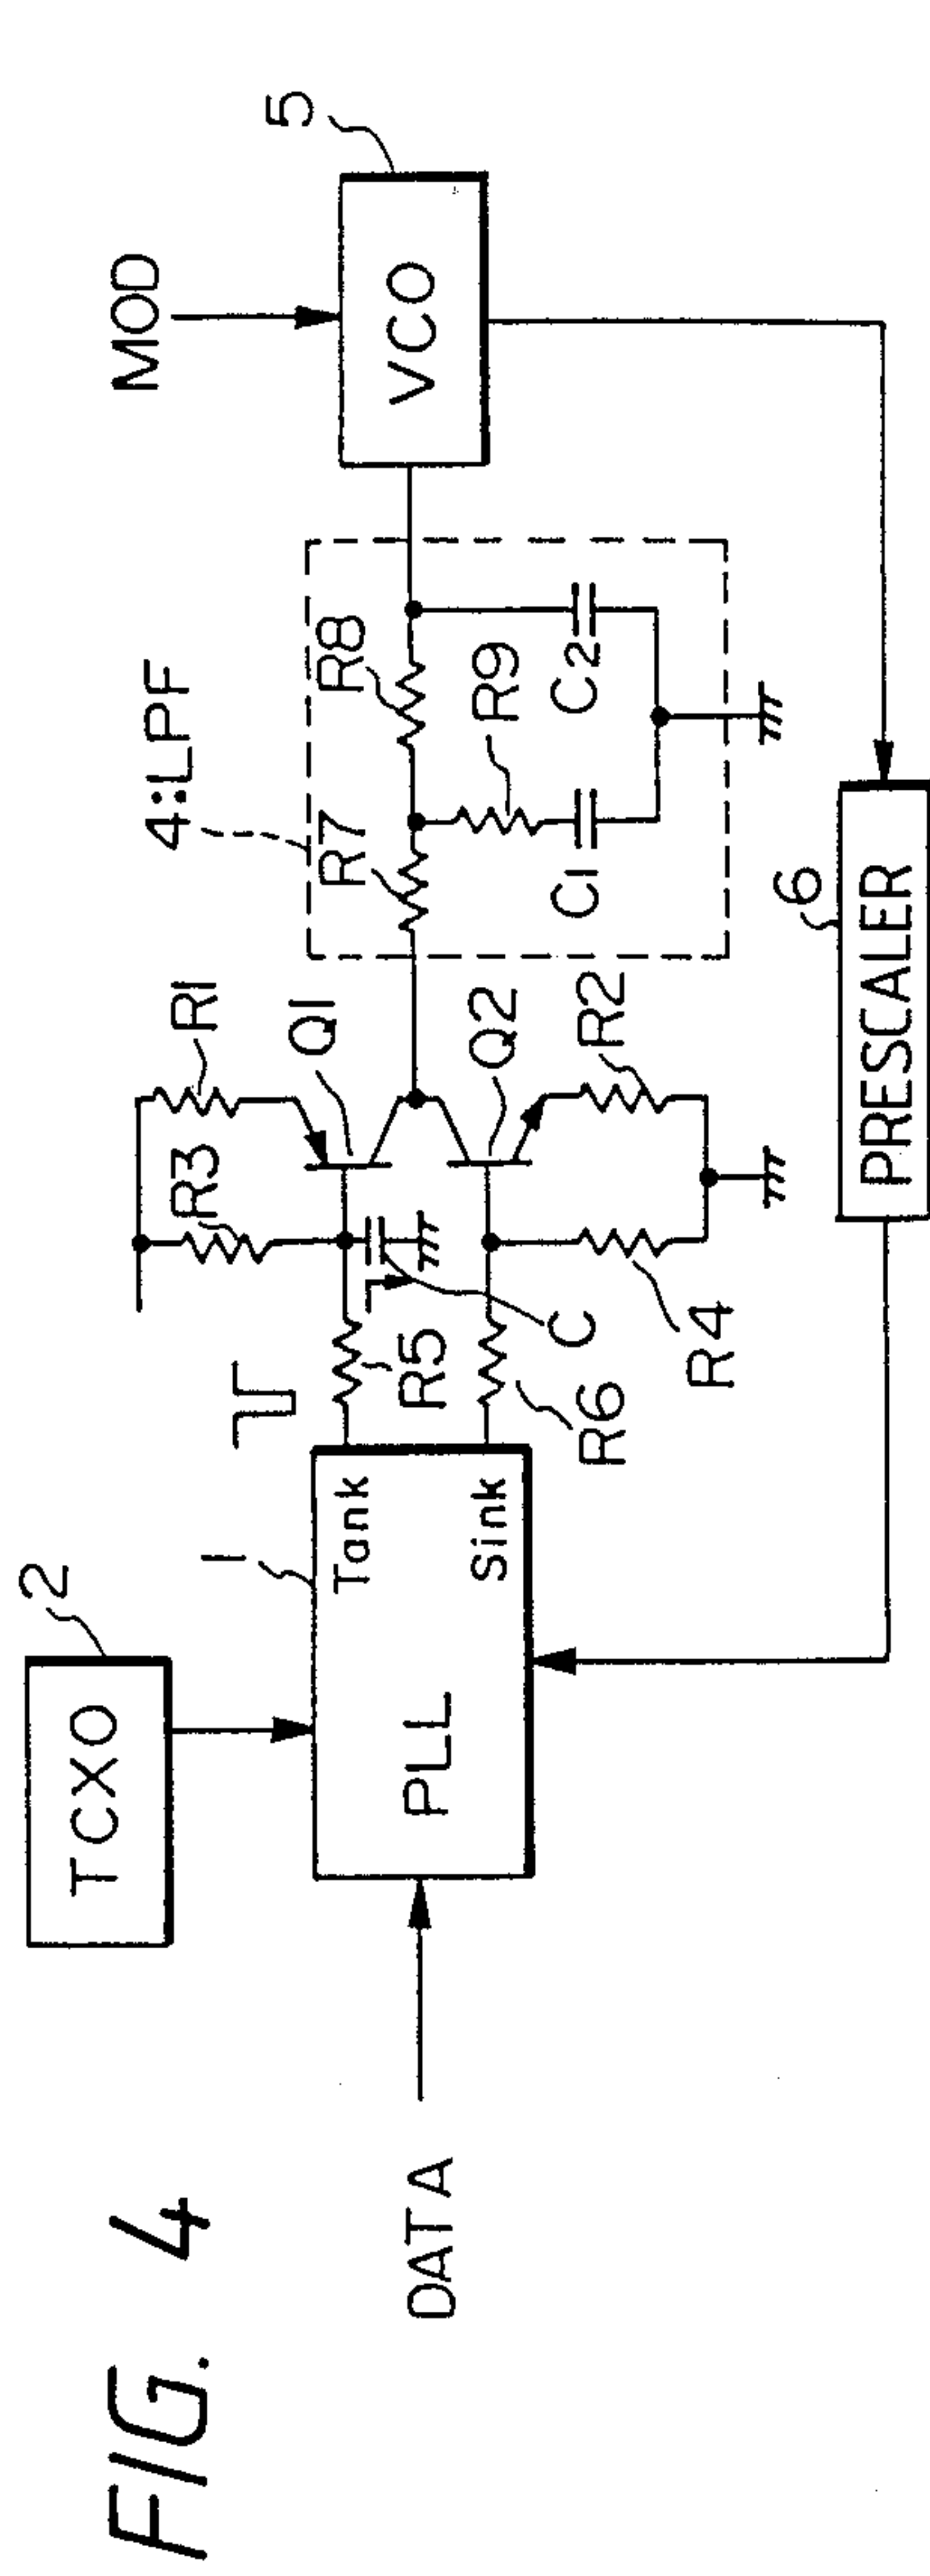 FIG. 4
TCXO
2
DATA
PLL
1
Tank
Sink
R5
R6
C
R3
R1
R4
R2
Q1
Q2
4:LPF
R7
R8
R9
C1
C2
MOD
VCO
5
6
PRESCALER